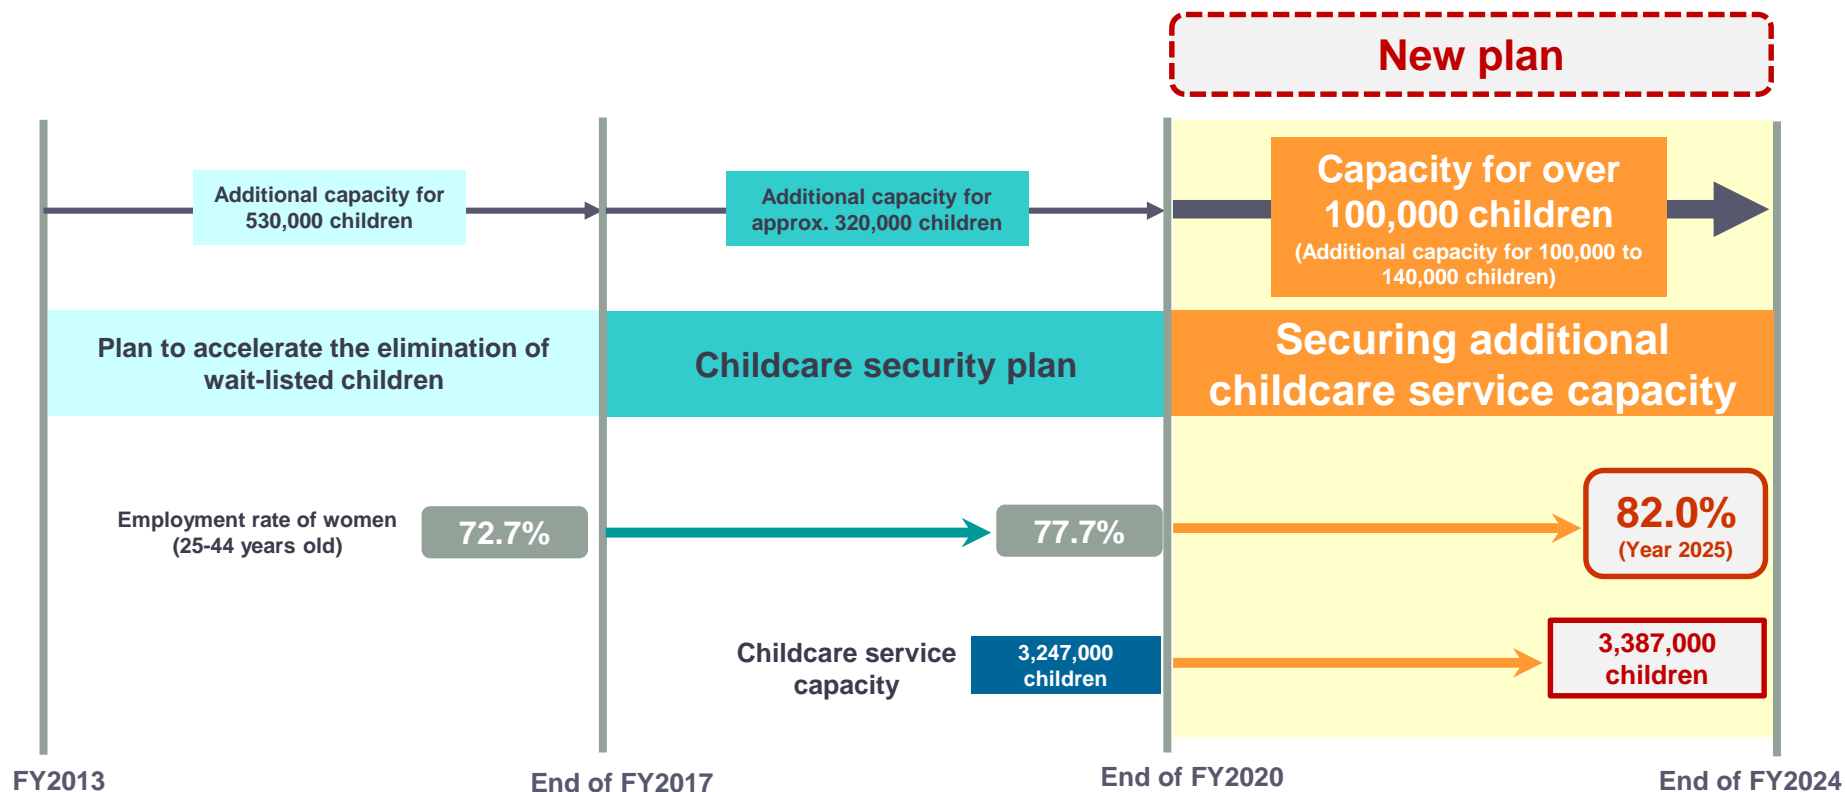 New plan
Additional capacity for
530,000 children
Additional capacity for
approx. 320,000 children
Capacity for over
100,000 children
(Additional capacity for 100,000 to
140,000 children)
Plan to accelerate the elimination of
wait-listed children
Childcare security plan
Securing additional
childcare service capacity
Employment rate of women
(25-44 years old)
72.7%
77.7%
82.0%
(Year 2025)
Childcare service
capacity
3,247,000
children
3,387,000
children
FY2013
End of FY2017
End of FY2020
End of FY2024